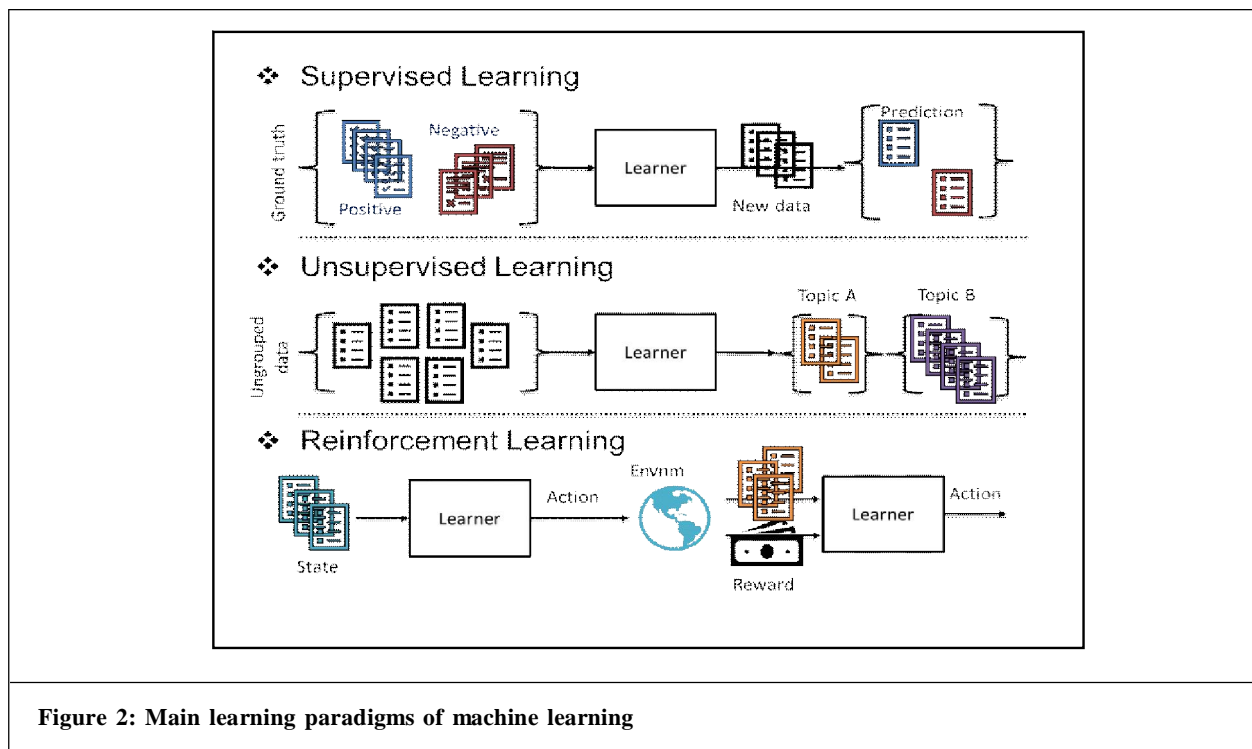 ❖ Supervised Learning
Ground truth
Positive
Negative
Learner
New data
Prediction
❖ Unsupervised Learning
Ungrouped
data
Learner
Topic A
Topic B
❖ Reinforcement Learning
State
Learner
Action
Envnm
Reward
Learner
Action
Figure 2: Main learning paradigms of machine learning